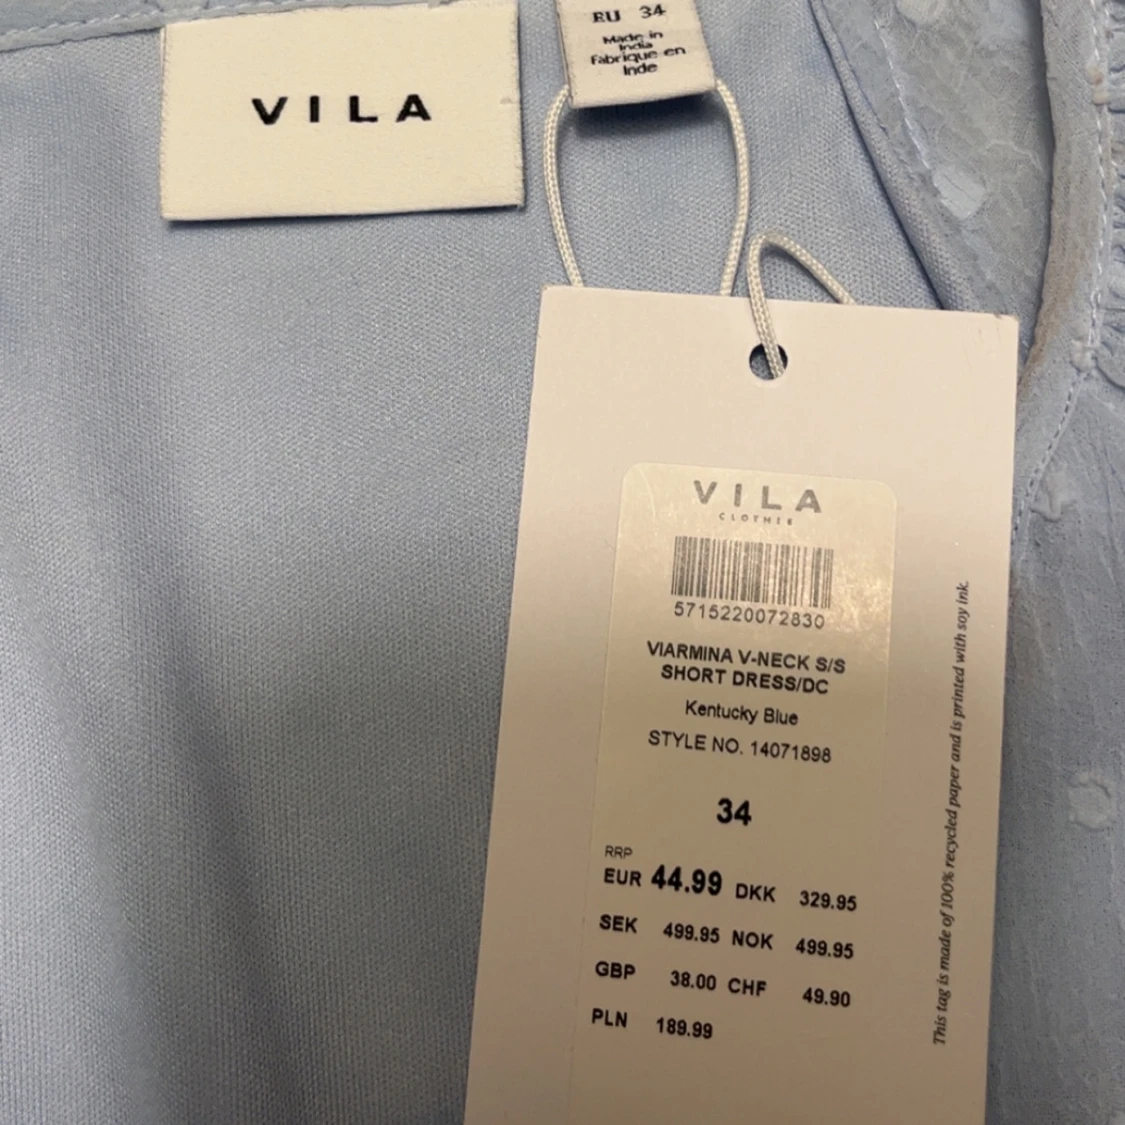 VILA
EU 34
Made in
India
Fabrique en
Inde
VILA
CLOTHES
5715220072830
VIARMINA V-NECK S/S
SHORT DRESS/DC
Kentucky Blue
STYLE NO. 14071898
34
RRP
EUR 44.99 DKK 329.95
SEK 499.95 NOK 499.95
GBP 38.00 CHF 49.90
PLN 189.99
This tag is made of 100% recycled paper and is printed with soy ink.